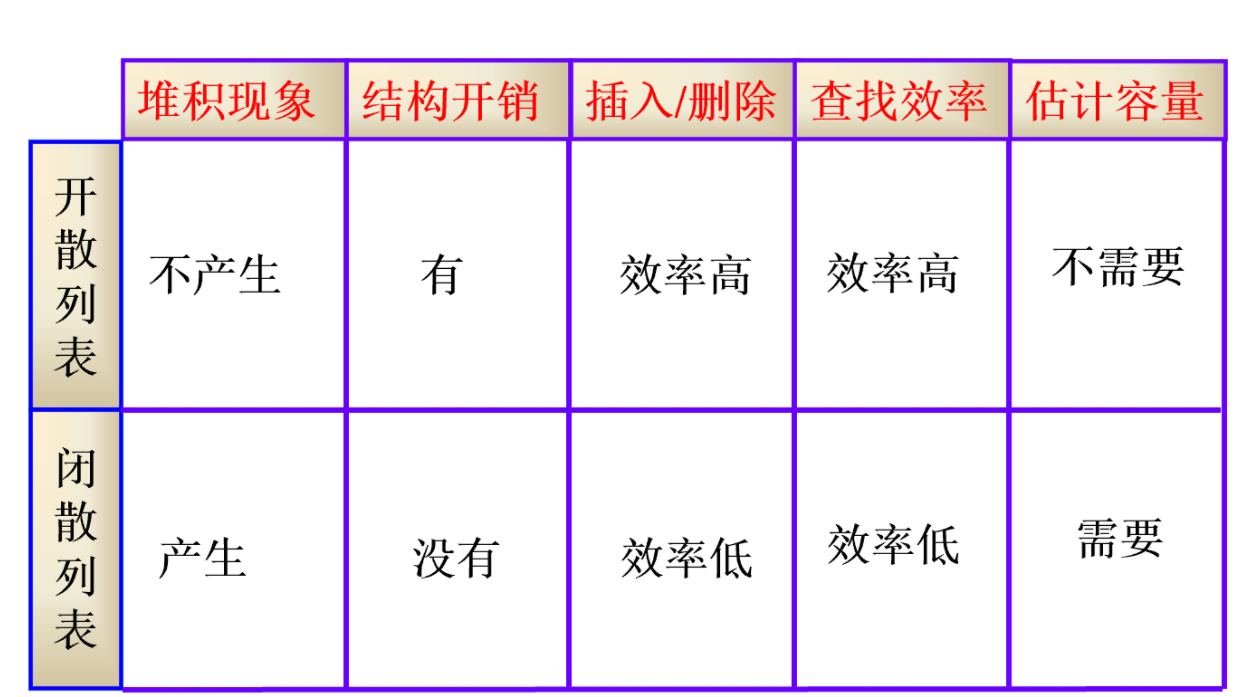 堆积现象 结构开销 插入/删除 查找效率 估计容量
开散列表 不产生 有 效率高 效率高 不需要
闭散列表 产生 没有 效率低 效率低 需要